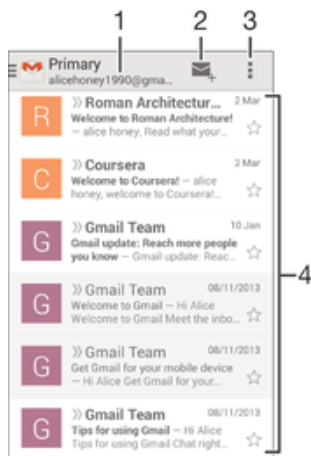 1 2 3
Primary
alicehoney1990@gma...
R
» Roman Architectur... 2 Mar
Welcome to Roman Architecture!
— alice honey, Read what your...
C
» Coursera 2 Mar
Welcome to Coursera! — alice
honey, welcome to Coursera!...
G
» Gmail Team 10 Jan
Gmail update: Reach more people
you know — Gmail update: Reac...
4
G
» Gmail Team 08/11/2013
Welcome to Gmail — Hi Alice
Welcome to Gmail Meet the inbo...
G
» Gmail Team 08/11/2013
Get Gmail for your mobile device
— Hi Alice Get Gmail for your...
G
» Gmail Team 08/11/2013
Tips for using Gmail — Hi Alice
Tips for using Gmail Chat right...